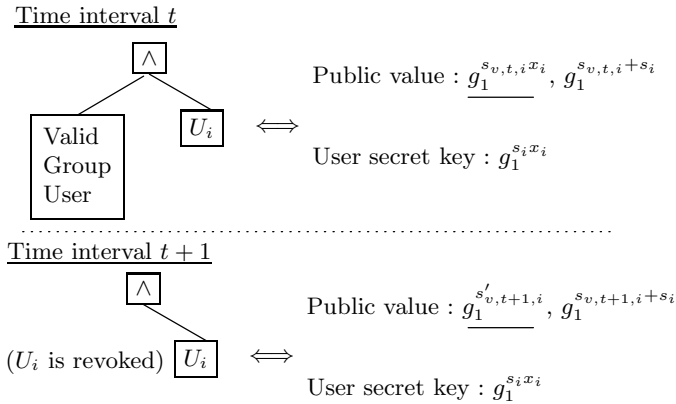 Time interval t
∧
Public value : g_1^{s_{v,t,i}x_i}, g_1^{s_{v,t,i}+s_i}
Valid
Group
User
U_i
⟺
User secret key : g_1^{s_i x_i}
Time interval t + 1
∧
Public value : g_1^{s'_{v,t+1,i}}, g_1^{s_{v,t+1,i}+s_i}
(U_i is revoked) U_i
⟺
User secret key : g_1^{s_i x_i}